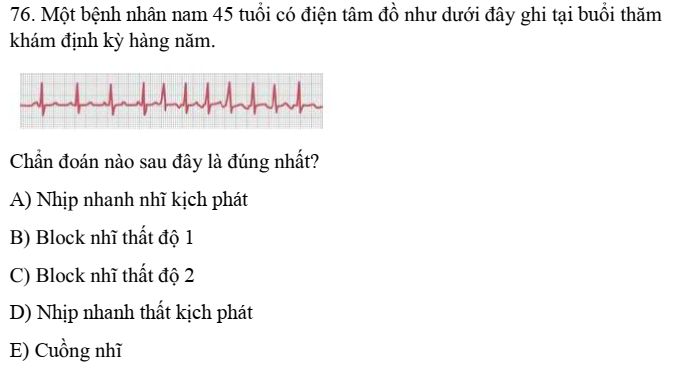 76. Một bệnh nhân nam 45 tuổi có điện tâm đồ như dưới đây ghi tại buổi thăm
khám định kỳ hàng năm.
Chẩn đoán nào sau đây là đúng nhất?
A) Nhịp nhanh nhĩ kịch phát
B) Block nhĩ thất độ 1
C) Block nhĩ thất độ 2
D) Nhịp nhanh thất kịch phát
E) Cuồng nhĩ